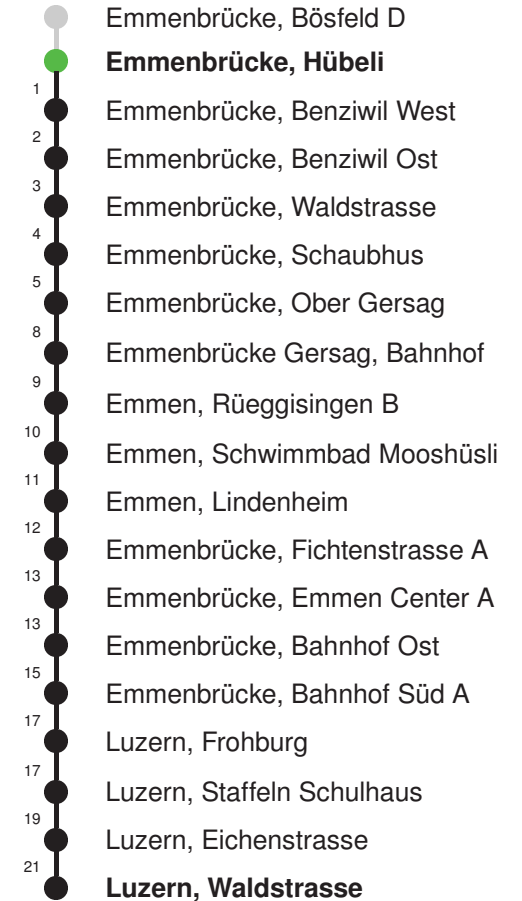 Emmenbrücke, Bösfeld D
Emmenbrücke, Hübeli
1 Emmenbrücke, Benziwil West
2 Emmenbrücke, Benziwil Ost
3 Emmenbrücke, Waldstrasse
4 Emmenbrücke, Schaubhus
5 Emmenbrücke, Ober Gersag
8 Emmenbrücke Gersag, Bahnhof
9 Emmen, Rüeggisingen B
10 Emmen, Schwimmbad Mooshüsli
11 Emmen, Lindenheim
12 Emmenbrücke, Fichtenstrasse A
13 Emmenbrücke, Emmen Center A
13 Emmenbrücke, Bahnhof Ost
15 Emmenbrücke, Bahnhof Süd A
17 Luzern, Frohburg
17 Luzern, Staffeln Schulhaus
19 Luzern, Eichenstrasse
21 Luzern, Waldstrasse